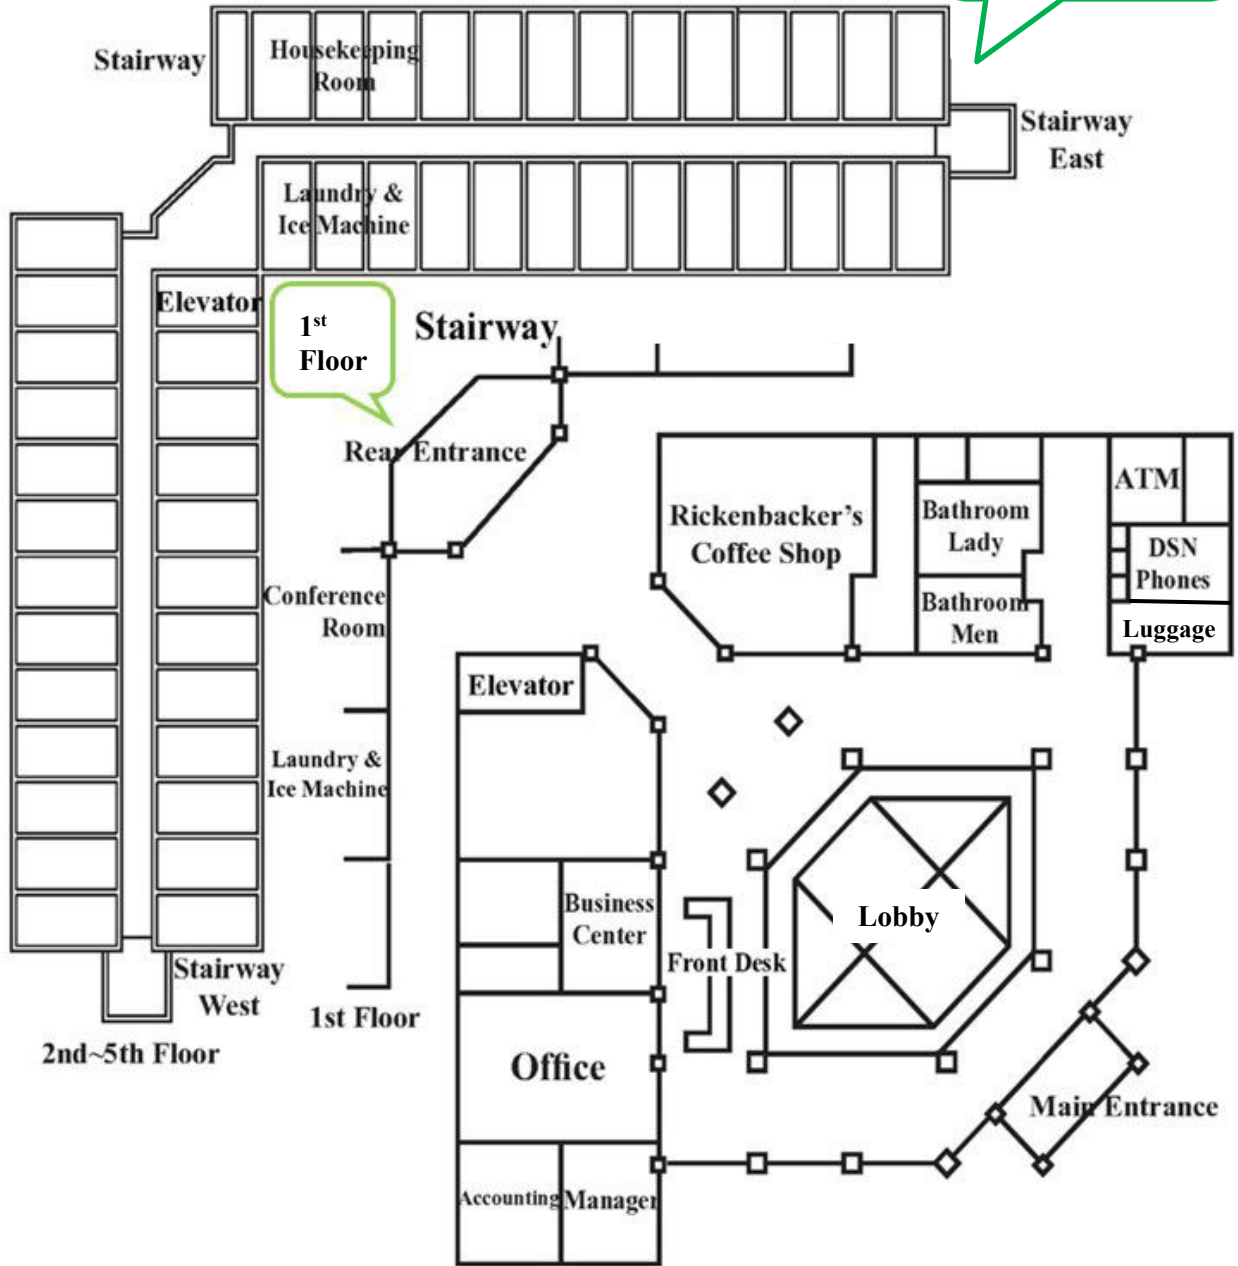 Stairway
Housekeeping
Room
Stairway
East
Laundry &
Ice Machine
Elevator
1st
Floor
Stairway
Rear Entrance
Rickenbacker's
Coffee Shop
Bathroom
Lady
ATM
DSN
Phones
Conference
Room
Bathroom
Men
Luggage
Elevator
Laundry &
Ice Machine
Business
Center
Lobby
Front Desk
Stairway
West
1st Floor
2nd~5th Floor
Office
Main Entrance
Accounting
Manager